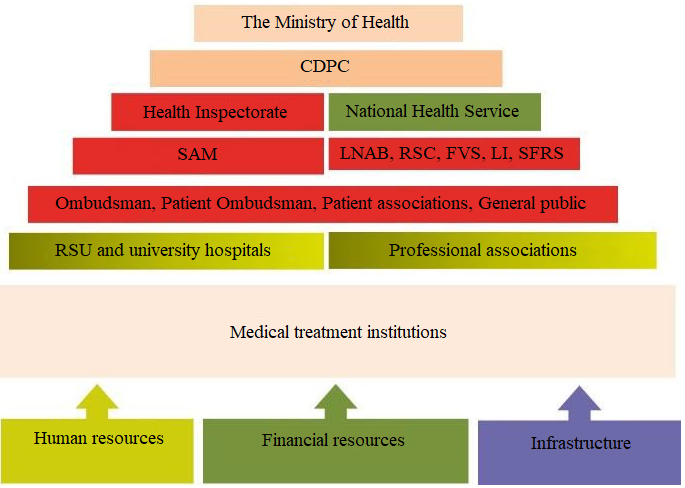 The Ministry of Health
CDPC
Health Inspectorate
National Health Service
SAM
LNAB, RSC, FVS, LI, SFRS
Ombudsman, Patient Ombudsman, Patient associations, General public
RSU and university hospitals
Professional associations
Medical treatment institutions
Human resources
Financial resources
Infrastructure